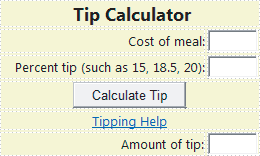 Tip Calculator
Cost of meal:
Percent tip (such as 15, 18.5, 20):
Calculate Tip
Tipping Help
Amount of tip: